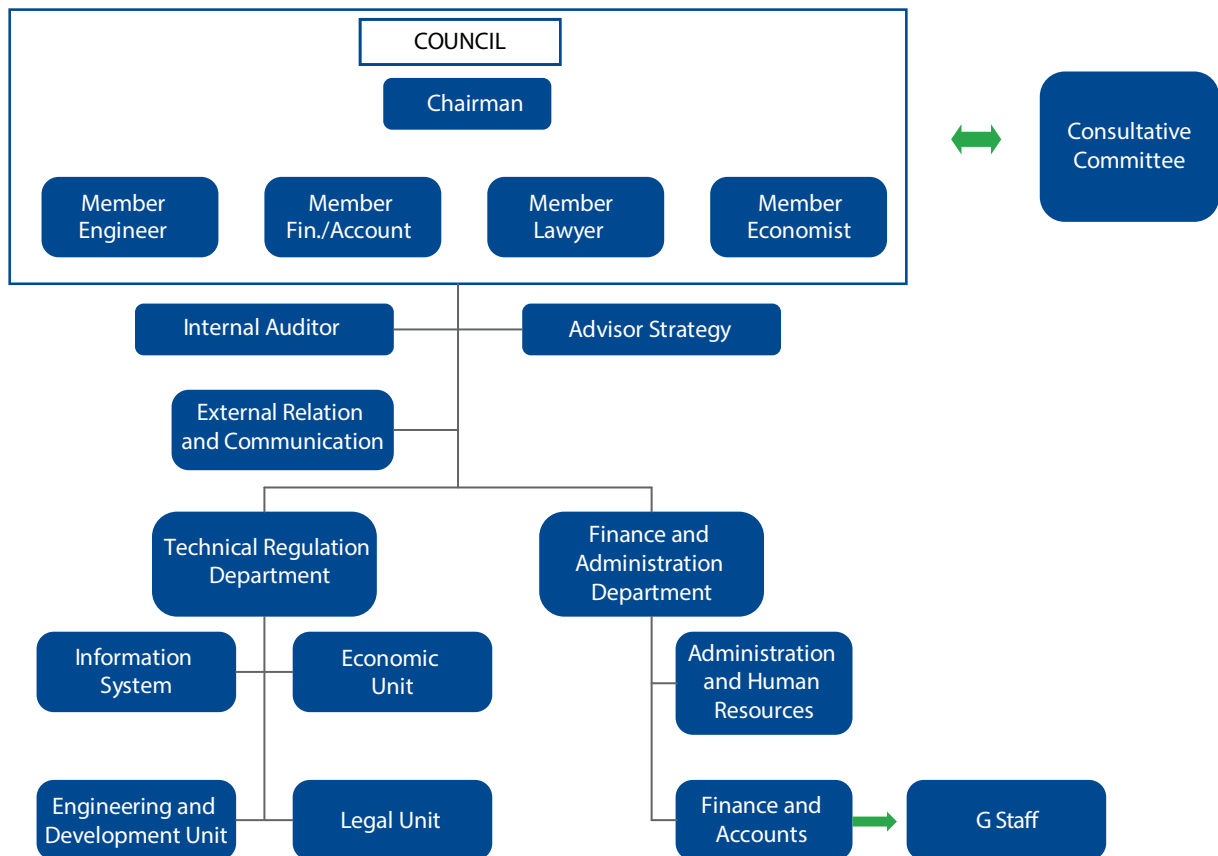 COUNCIL
Chairman
Consultative
Committee
Member
Engineer
Member
Fin./Account
Member
Lawyer
Member
Economist
Internal Auditor
Advisor Strategy
External Relation
and Communication
Technical Regulation
Department
Finance and
Administration
Department
Information
System
Economic
Unit
Administration
and Human
Resources
Engineering and
Development Unit
Legal Unit
Finance and
Accounts
G Staff